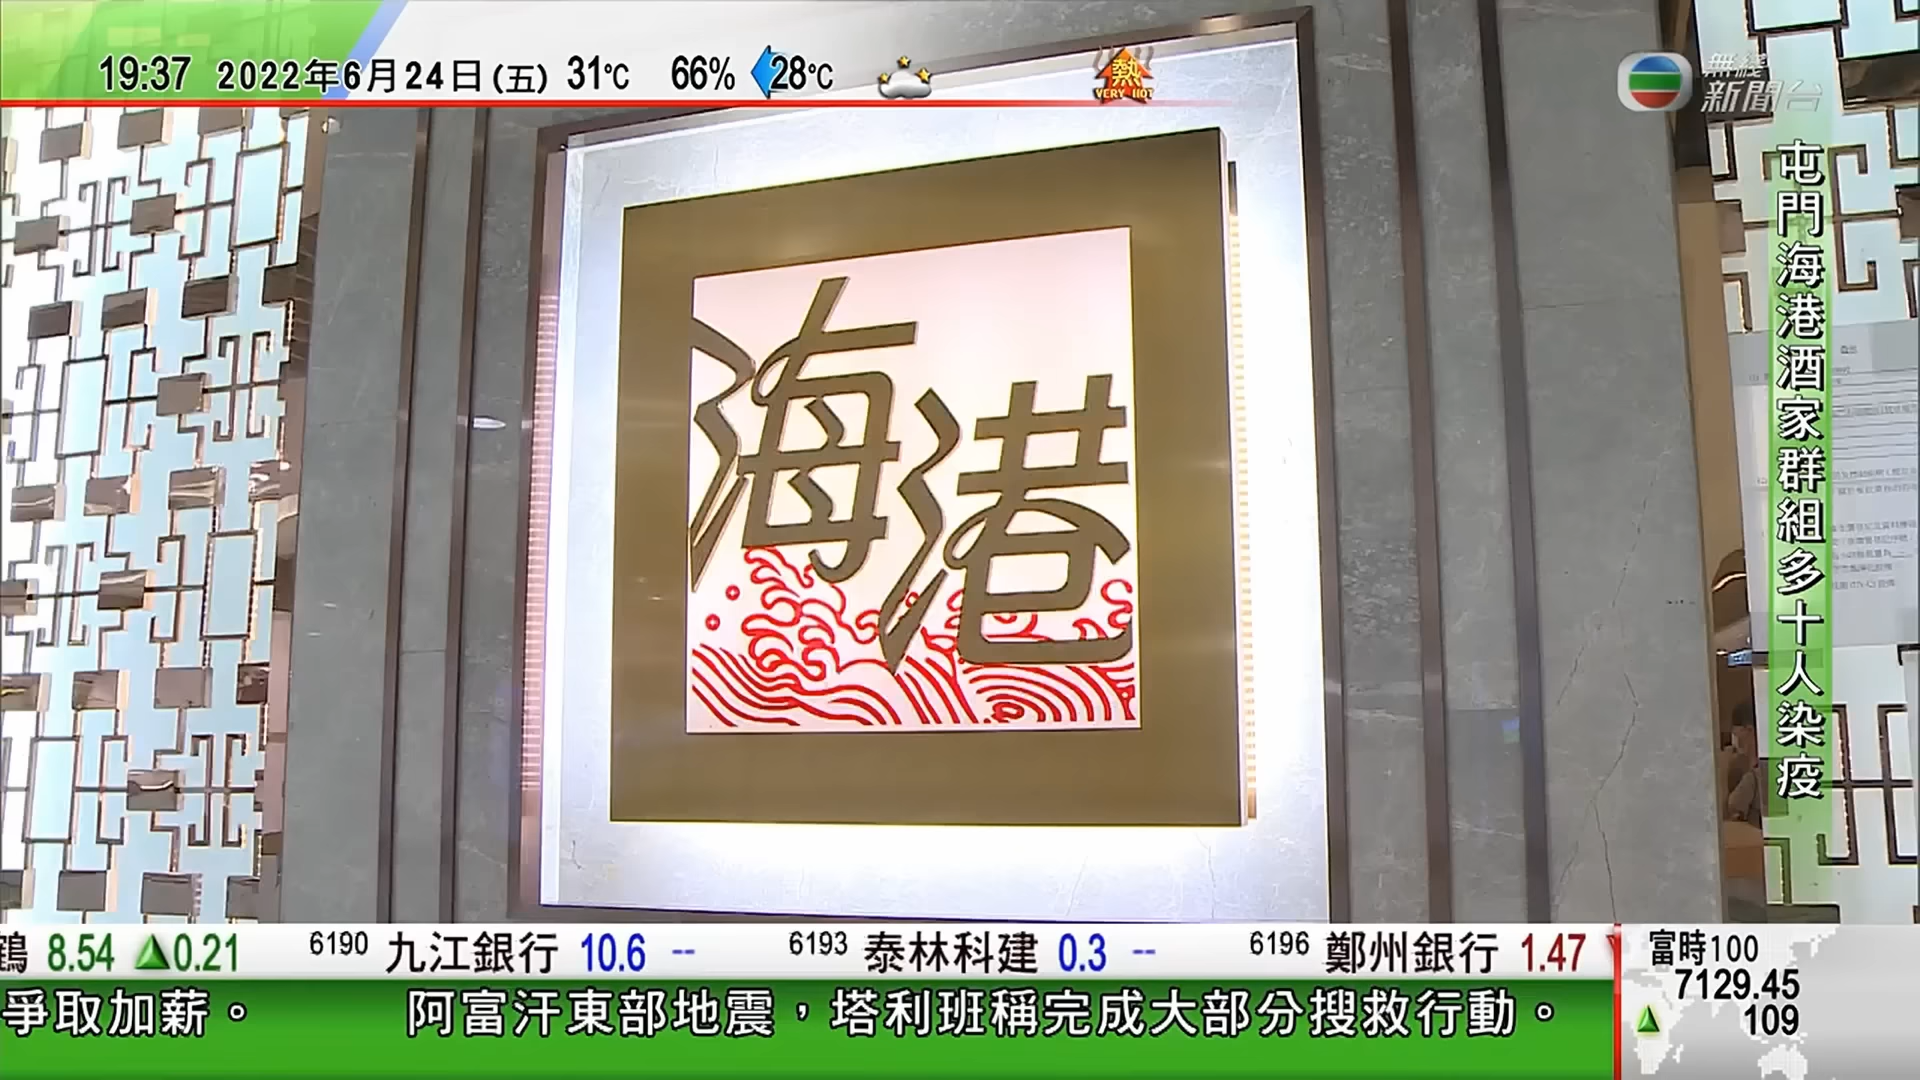 19:37 2022年6月24日(五) 31℃ 66% 28℃
熱
VERY HOT
無綫
新聞台
屯門海港酒家群組多十人染疫
海港
鶴 8.54 ▲0.21 6190 九江銀行 10.6 -- 6193 泰林科建 0.3 -- 6196 鄭州銀行 1.47
富時100
7129.45
▲ 109
爭取加薪。 阿富汗東部地震，塔利班稱完成大部分搜救行動。